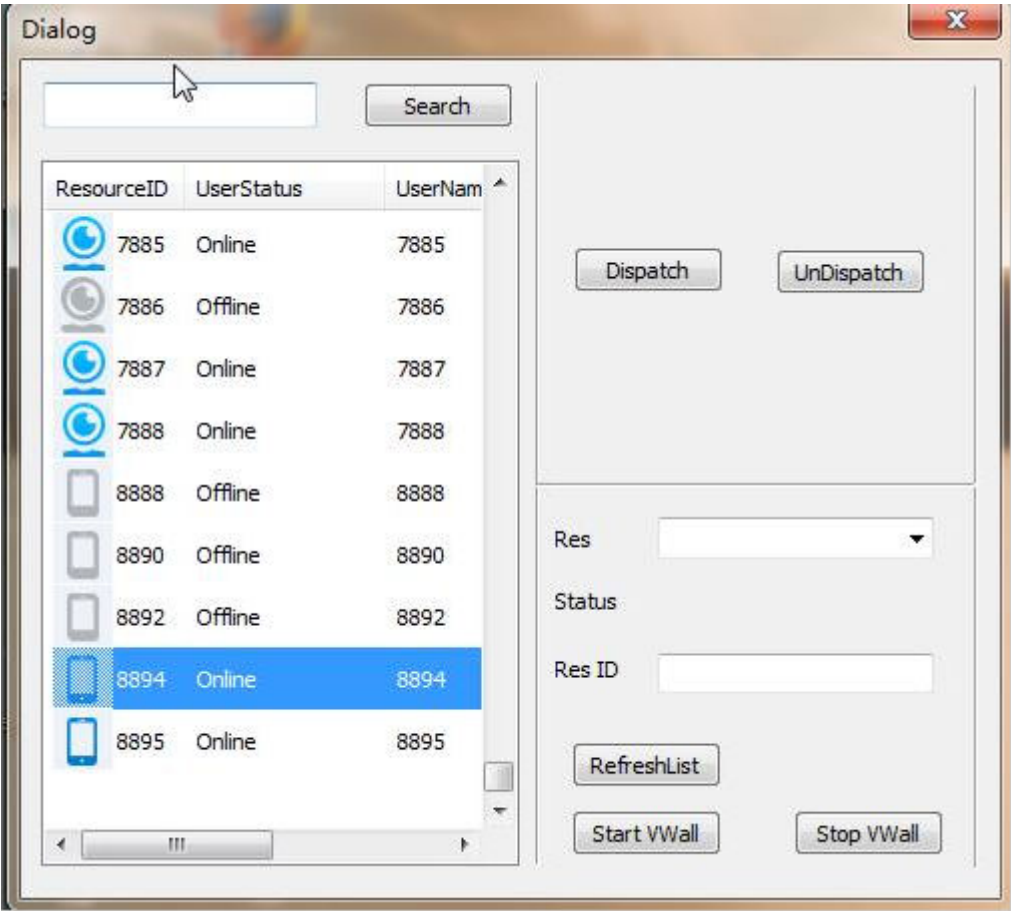 Dialog
Search
ResourceID UserStatus UserNam
7885 Online 7885
7886 Offline 7886
7887 Online 7887
7888 Online 7888
8888 Offline 8888
8890 Offline 8890
8892 Offline 8892
8894 Online 8894
8895 Online 8895
Dispatch UnDispatch
Res
Status
Res ID
RefreshList
Start VWall Stop VWall